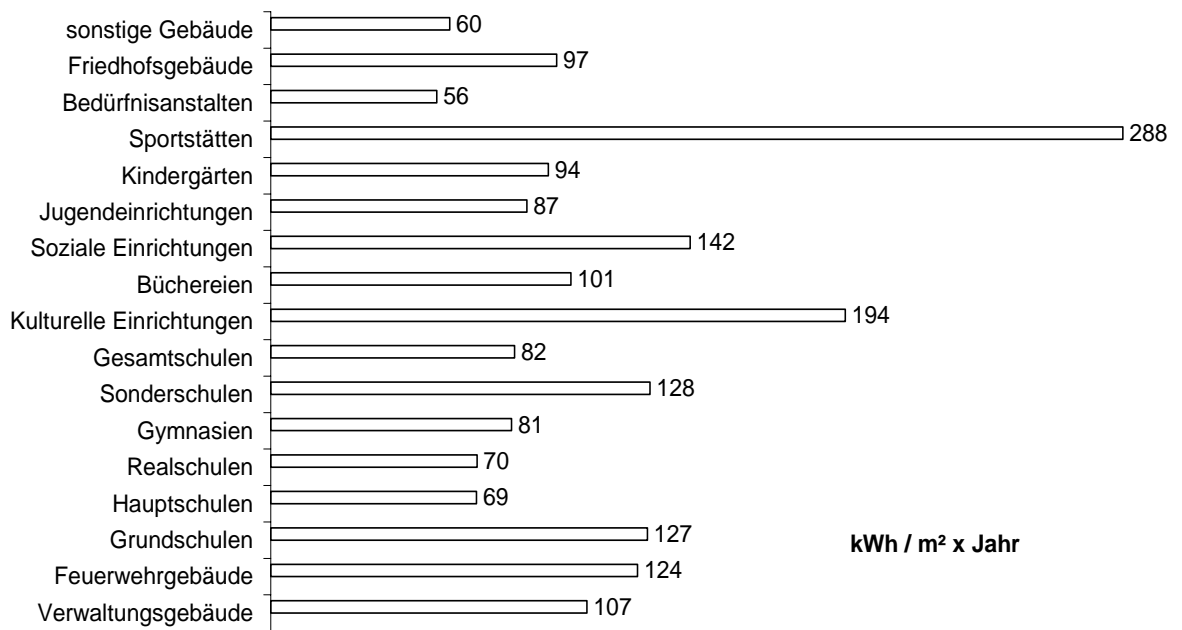 sonstige Gebäude 60
Friedhofsgebäude 97
Bedürfnisanstalten 56
Sportstätten 288
Kindergärten 94
Jugendeinrichtungen 87
Soziale Einrichtungen 142
Büchereien 101
Kulturelle Einrichtungen 194
Gesamtschulen 82
Sonderschulen 128
Gymnasien 81
Realschulen 70
Hauptschulen 69
Grundschulen 127
kWh / m² x Jahr
Feuerwehrgebäude 124
Verwaltungsgebäude 107